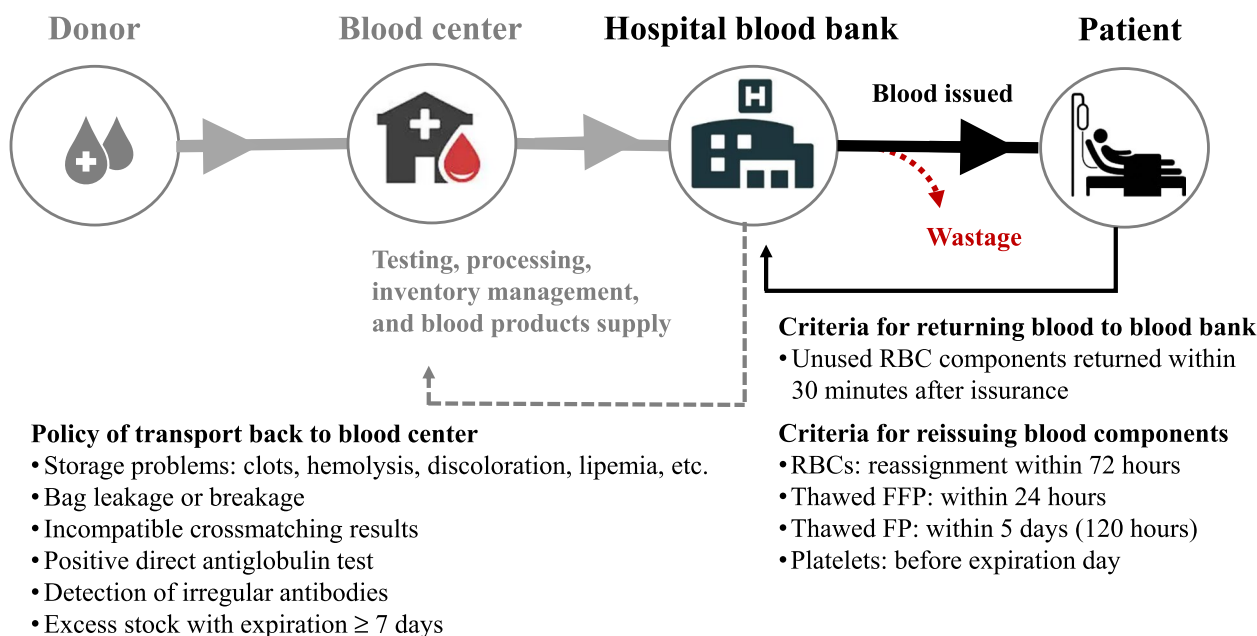 Donor
Blood center
Hospital blood bank
Patient
H
Blood issued
Wastage
Testing, processing,
inventory management,
and blood products supply
Criteria for returning blood to blood bank
• Unused RBC components returned within
30 minutes after issurance
Policy of transport back to blood center
• Storage problems: clots, hemolysis, discoloration, lipemia, etc.
• Bag leakage or breakage
• Incompatible crossmatching results
• Positive direct antiglobulin test
• Detection of irregular antibodies
• Excess stock with expiration ≥ 7 days
Criteria for reissuing blood components
• RBCs: reassignment within 72 hours
• Thawed FFP: within 24 hours
• Thawed FP: within 5 days (120 hours)
• Platelets: before expiration day